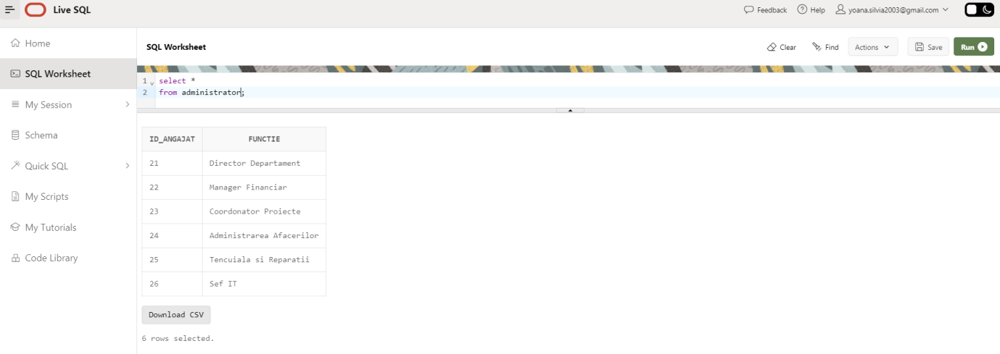 Live SQL
Feedback Help yoana.silvia2003@gmail.com
Home
SQL Worksheet
My Session
Schema
Quick SQL
My Scripts
My Tutorials
Code Library
SQL Worksheet
Clear Find Actions Save Run
1 select *
2 from administrator;
ID_ANGAJAT FUNCTIE
21 Director Departament
22 Manager Financiar
23 Coordonator Proiecte
24 Administrarea Afacerilor
25 Tencuiala si Reparatii
26 Sef IT
Download CSV
6 rows selected.